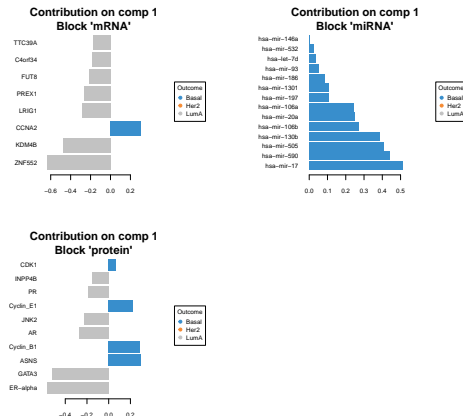 Contribution on comp 1
Block 'mRNA'
TTC39A
C4orf34
FUT8
PREX1
LRIG1
CCNA2
KDM4B
ZNF552
−0.6 −0.4 −0.2 0.0 0.2
Outcome
Basal
Her2
LumA
Contribution on comp 1
Block 'miRNA'
hsa−mir−146a
hsa−mir−532
hsa−let−7d
hsa−mir−93
hsa−mir−186
hsa−mir−1301
hsa−mir−197
hsa−mir−106a
hsa−mir−20a
hsa−mir−106b
hsa−mir−130b
hsa−mir−505
hsa−mir−590
hsa−mir−17
0.0 0.1 0.2 0.3 0.4 0.5
Outcome
Basal
Her2
LumA
Contribution on comp 1
Block 'protein'
CDK1
INPP4B
PR
Cyclin_E1
JNK2
AR
Cyclin_B1
ASNS
GATA3
ER−alpha
−0.4 −0.2 0.0 0.2
Outcome
Basal
Her2
LumA